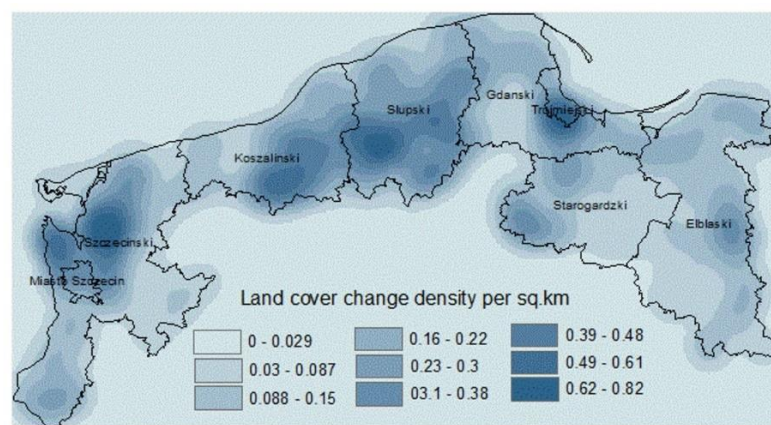 Gdanski
Słupski
Trojmiejski
Koszalinski
Starogardzki
Elblaski
Szczecinski
Miasto Szczecin
Land cover change density per sq.km
0 - 0.029
0.03 - 0.087
0.088 - 0.15
0.16 - 0.22
0.23 - 0.3
03.1 - 0.38
0.39 - 0.48
0.49 - 0.61
0.62 - 0.82